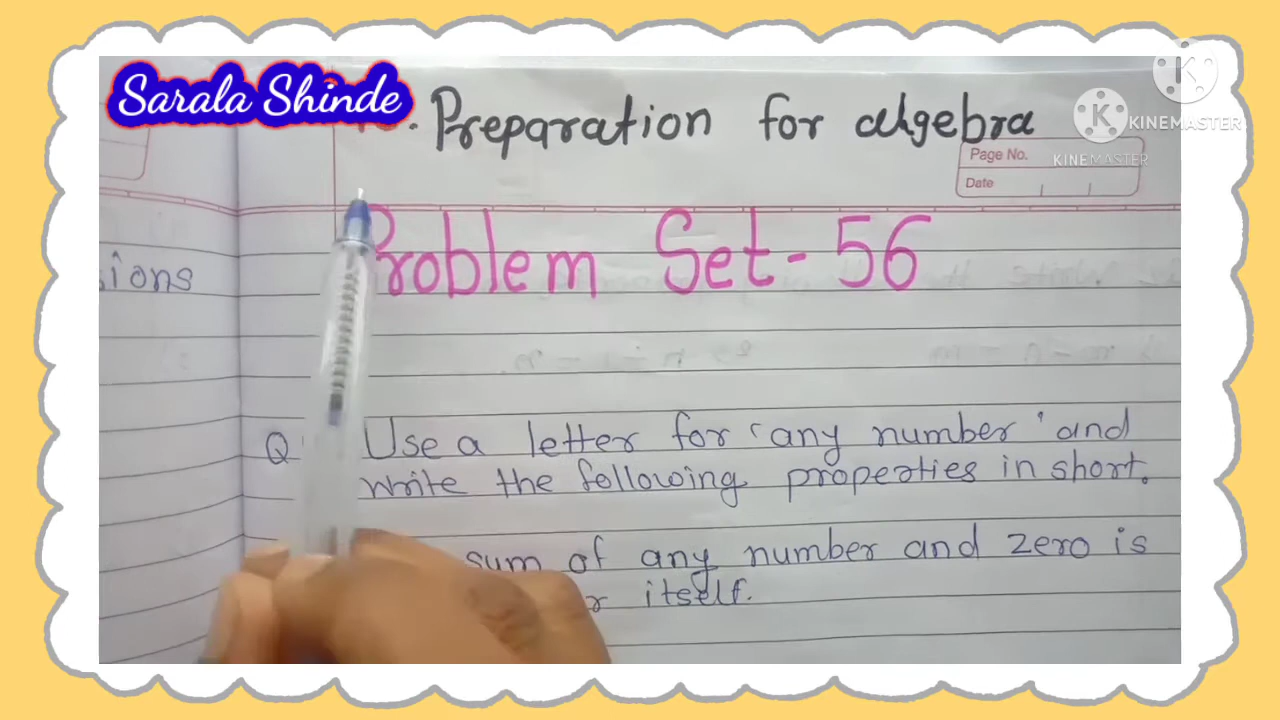 Sarala Shinde
. Preparation for algebra
KINEMASTER
KINEMASTER
Page No.
Date
Problem Set - 56
sions
Q
Use a letter for 'any number' and
write the following properties in short.
sum of any number and zero is
itself.